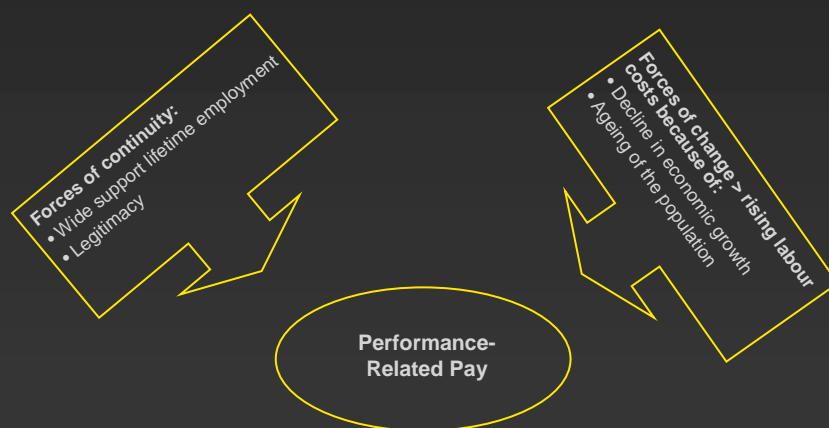 Forces of continuity:
• Wide support lifetime employment
• Legitimacy
Forces of change > rising labour
costs because of:
• Decline in economic growth
• Ageing of the population
Performance-
Related Pay